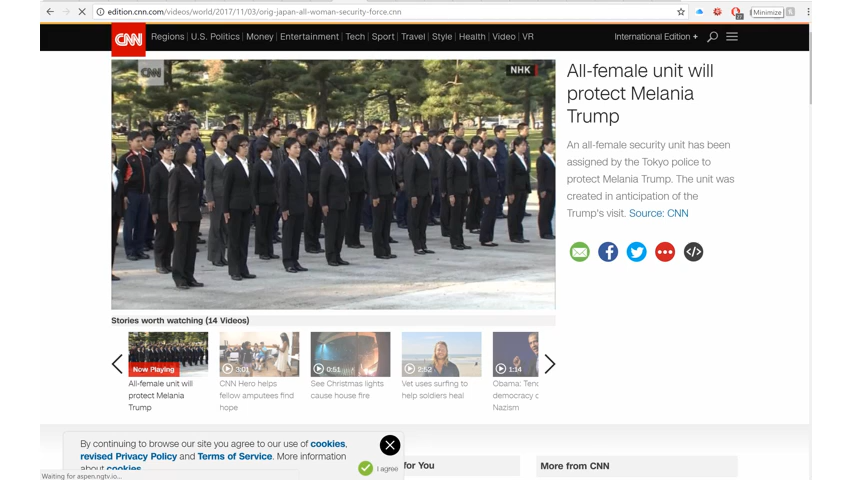 edition.cnn.com/videos/world/2017/11/03/orig-japan-all-woman-security-force.cnn
Minimize
CNN Regions U.S. Politics Money Entertainment Tech Sport Travel Style Health Video VR International Edition +
CNN
NHK
All-female unit will
protect Melania
Trump
An all-female security unit has been
assigned by the Tokyo police to
protect Melania Trump. The unit was
created in anticipation of the
Trump's visit. Source: CNN
Stories worth watching (14 Videos)
Now Playing
All-female unit will
protect Melania
Trump
3:01
CNN Hero helps
fellow amputees find
hope
0:51
See Christmas lights
cause house fire
2:52
Vet uses surfing to
help soldiers heal
1:14
Obama: Tend
democracy o
Nazism
By continuing to browse our site you agree to our use of cookies,
revised Privacy Policy and Terms of Service. More information
about cookies
I agree
for You
More from CNN
Waiting for aspen.ngtv.io...